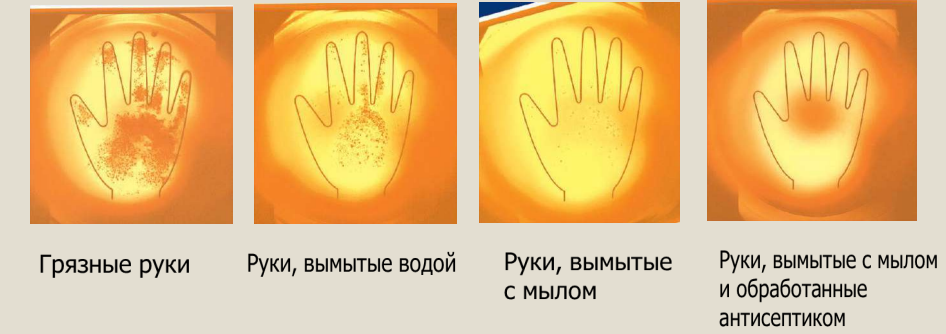 Грязные руки
Руки, вымытые водой
Руки, вымытые
с мылом
Руки, вымытые с мылом
и обработанные
антисептиком